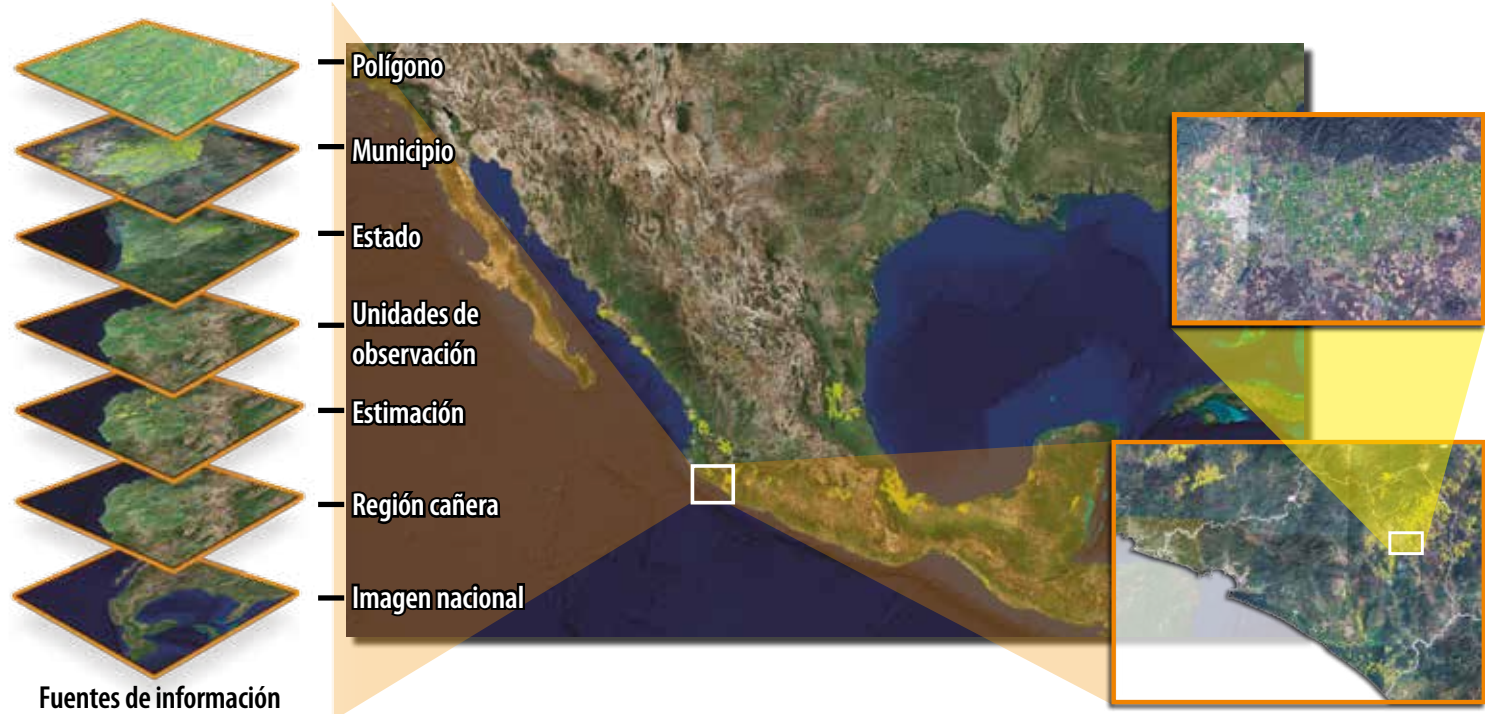 Polígono
Municipio
Estado
Unidades de
observación
Estimación
Región cañera
Imagen nacional
Fuentes de información